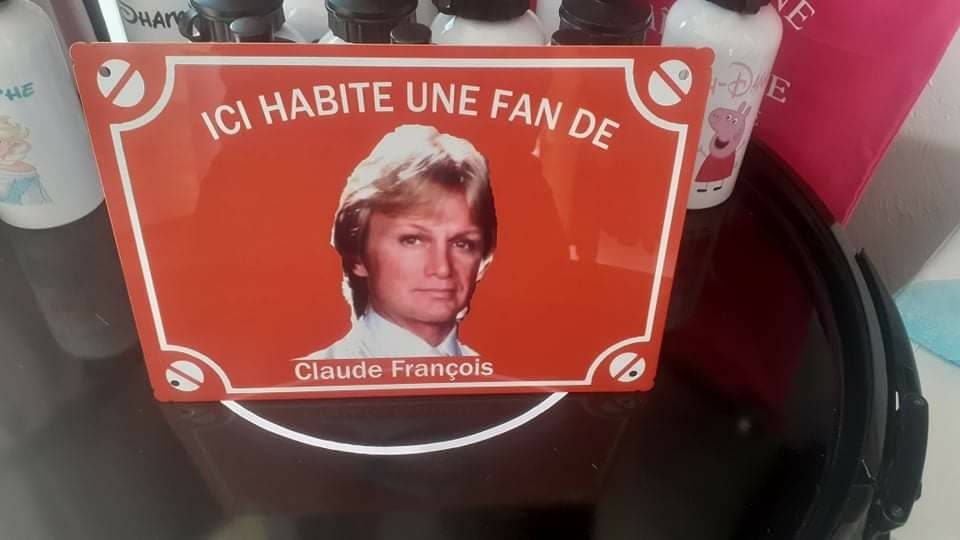 ICI HABITE UNE FAN DE
Claude François